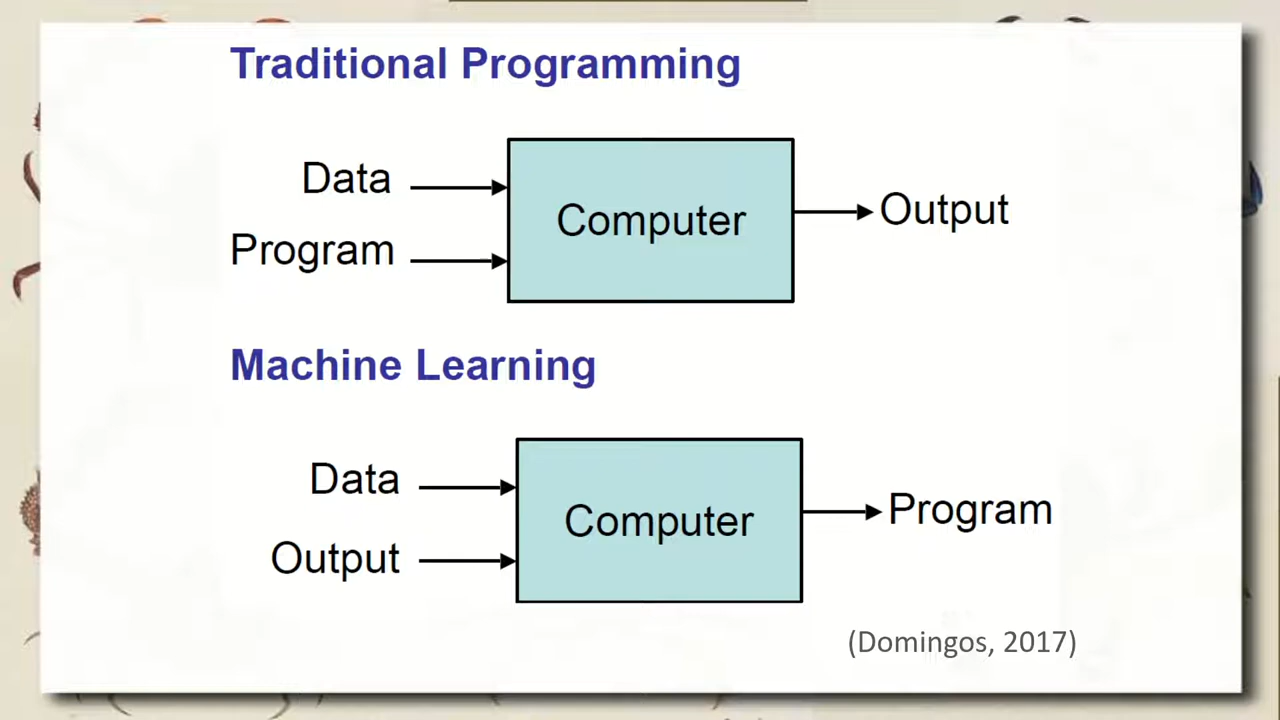 Traditional Programming
Data
Program
Computer
Output
Machine Learning
Data
Output
Computer
Program
(Domingos, 2017)